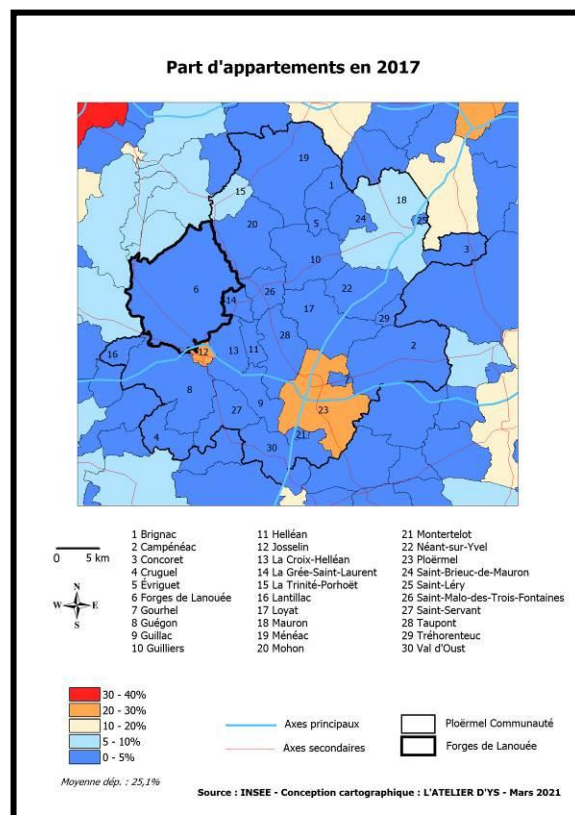 Part d'appartements en 2017
19
1
15
18
24
5
25
20
3
10
6
26
22
14
17
29
28
2
12
13
11
16
7
8
9
23
27
4
21
30
0 5 km
N
W E
S
1 Brignac
2 Campénéac
3 Concoret
4 Cruguel
5 Évriguet
6 Forges de Lanouée
7 Gourhel
8 Guégon
9 Guillac
10 Guilliers
11 Helléan
12 Josselin
13 La Croix-Helléan
14 La Grée-Saint-Laurent
15 La Trinité-Porhoët
16 Lantillac
17 Loyat
18 Mauron
19 Ménéac
20 Mohon
21 Montertelot
22 Néant-sur-Yvel
23 Ploërmel
24 Saint-Brieuc-de-Mauron
25 Saint-Léry
26 Saint-Malo-des-Trois-Fontaines
27 Saint-Servant
28 Taupont
29 Tréhorenteuc
30 Val d'Oust
30 - 40%
20 - 30%
10 - 20%
5 - 10%
0 - 5%
Moyenne dép. : 25,1%
Axes principaux
Axes secondaires
Ploërmel Communauté
Forges de Lanouée
Source : INSEE - Conception cartographique : L'ATELIER D'YS - Mars 2021